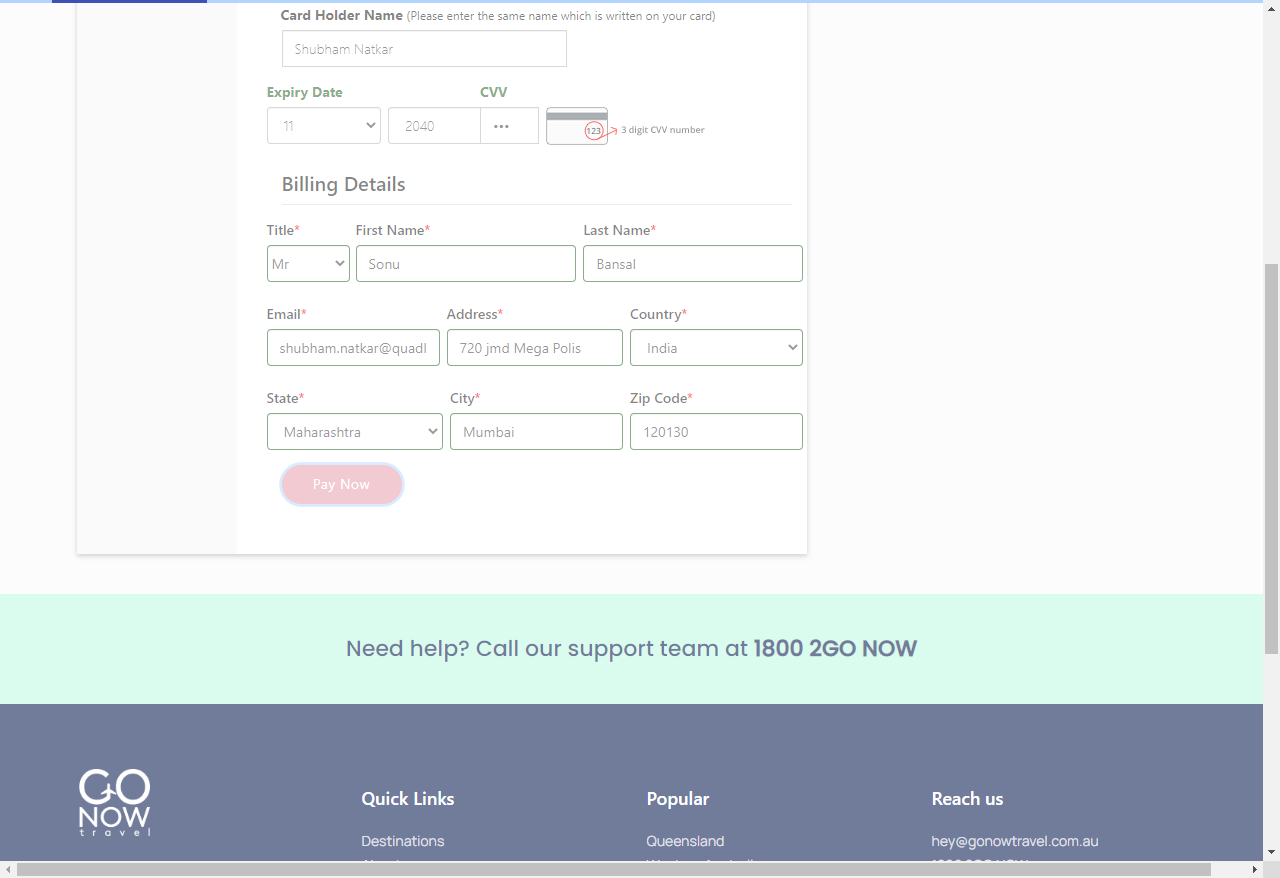 Card Holder Name (Please enter the same name which is written on your card)
Shubham Natkar
Expiry Date CVV
11 2040 ••• 123 3 digit CVV number
Billing Details
Title* First Name* Last Name*
Mr Sonu Bansal
Email* Address* Country*
shubham.natkar@quadl 720 jmd Mega Polis India
State* City* Zip Code*
Maharashtra Mumbai 120130
Pay Now
Need help? Call our support team at 1800 2GO NOW
GO
NOW
travel
Quick Links Popular Reach us
Destinations Queensland hey@gonowtravel.com.au